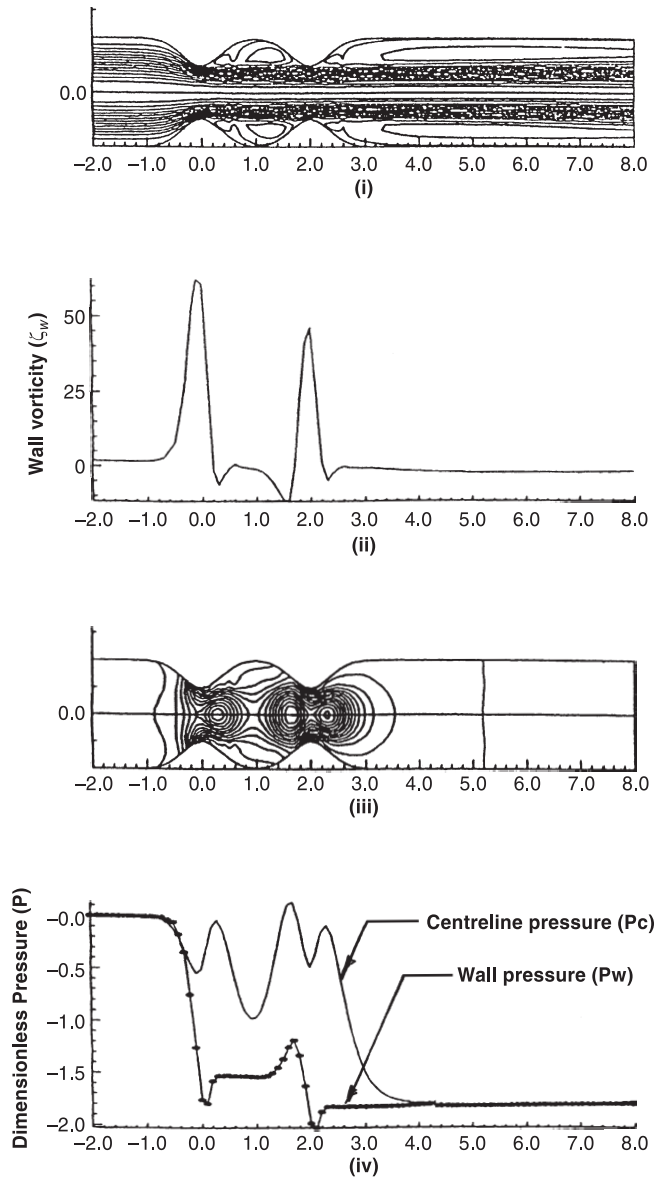 0.0
–2.0 –1.0 0.0 1.0 2.0 3.0 4.0 5.0 6.0 7.0 8.0
(i)
Wall vorticity (ζw)
50
25
0
–2.0 –1.0 0.0 1.0 2.0 3.0 4.0 5.0 6.0 7.0 8.0
(ii)
0.0
–2.0 –1.0 0.0 1.0 2.0 3.0 4.0 5.0 6.0 7.0 8.0
(iii)
Dimensionless Pressure (P)
–0.0
–0.5
–1.0
–1.5
–2.0
Centreline pressure (Pc)
Wall pressure (Pw)
–2.0 –1.0 0.0 1.0 2.0 3.0 4.0 5.0 6.0 7.0 8.0
(iv)